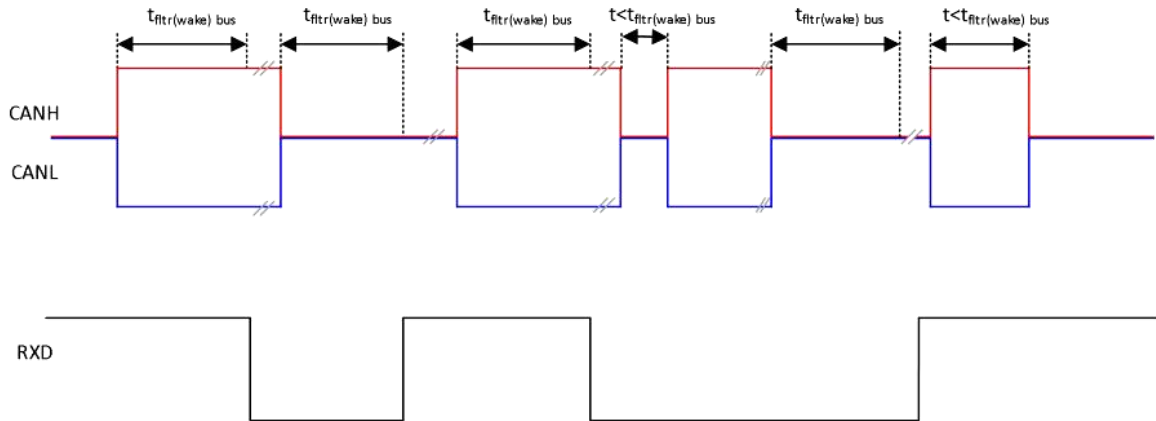 tfltr(wake) bus tfltr(wake) bus tfltr(wake) bus t<tfltr(wake) bus tfltr(wake) bus t<tfltr(wake) bus
CANH
CANL
RXD